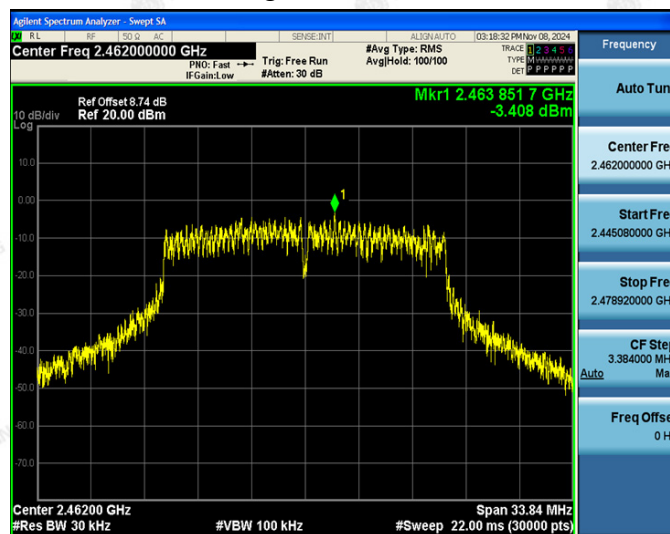 Agilent Spectrum Analyzer - Swept SA
RL RF 50 Ω AC SENSE:INT ALIGN AUTO 03:18:32 PM Nov 08, 2024
Center Freq 2.462000000 GHz
PNO: Fast
IFGain:Low
Trig: Free Run
#Atten: 30 dB
#Avg Type: RMS
Avg|Hold: 100/100
TRACE 1 2 3 4 5 6
TYPE M
DET P P P P P P
Mkr1 2.463 851 7 GHz
-3.408 dBm
Ref Offset 8.74 dB
10 dB/div Ref 20.00 dBm
Log
1
10.0
0.00
-10.0
-20.0
-30.0
-40.0
-50.0
-60.0
-70.0
Center 2.46200 GHz Span 33.84 MHz
#Res BW 30 kHz #VBW 100 kHz #Sweep 22.00 ms (30000 pts)
Frequency
Auto Tun
Center Fre
2.462000000 GH
Start Fre
2.445080000 GH
Stop Fre
2.478920000 GH
CF Step
3.384000 MH
Auto Ma
Freq Offse
0 H